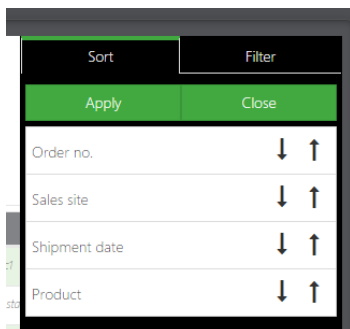 Sort Filter
Apply Close
Order no.
Sales site
Shipment date
Product